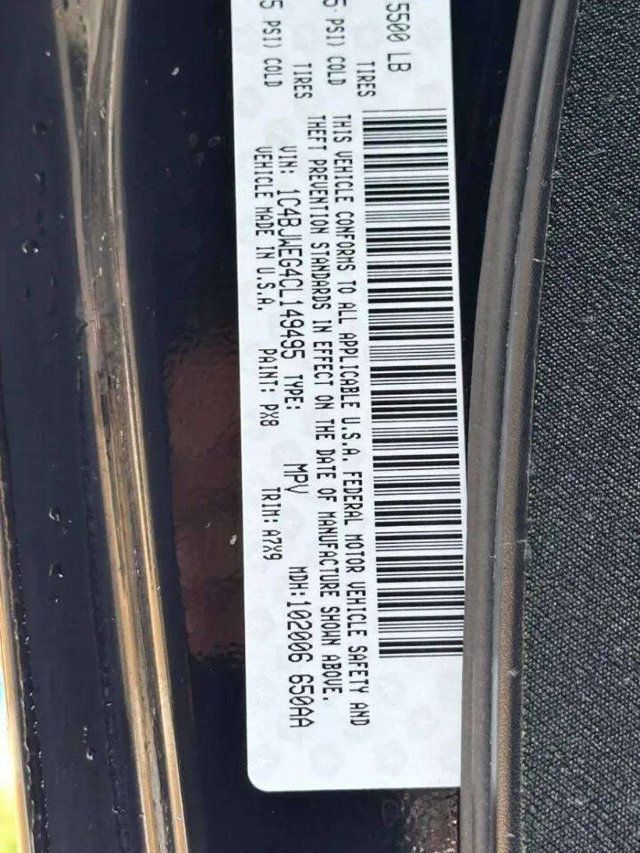 5500 LB
5 PSI) COLD TIRES
5 PSI) COLD TIRES
THIS VEHICLE CONFORMS TO ALL APPLICABLE U.S.A. FEDERAL MOTOR VEHICLE SAFETY AND
THEFT PREVENTION STANDARDS IN EFFECT ON THE DATE OF MANUFACTURE SHOWN ABOVE.
VIN: 1C4BJWEG4CL149495 TYPE: MPV MDH: 102006 650AA
VEHICLE MADE IN U.S.A. PAINT: PX8 TRIM: A7X9